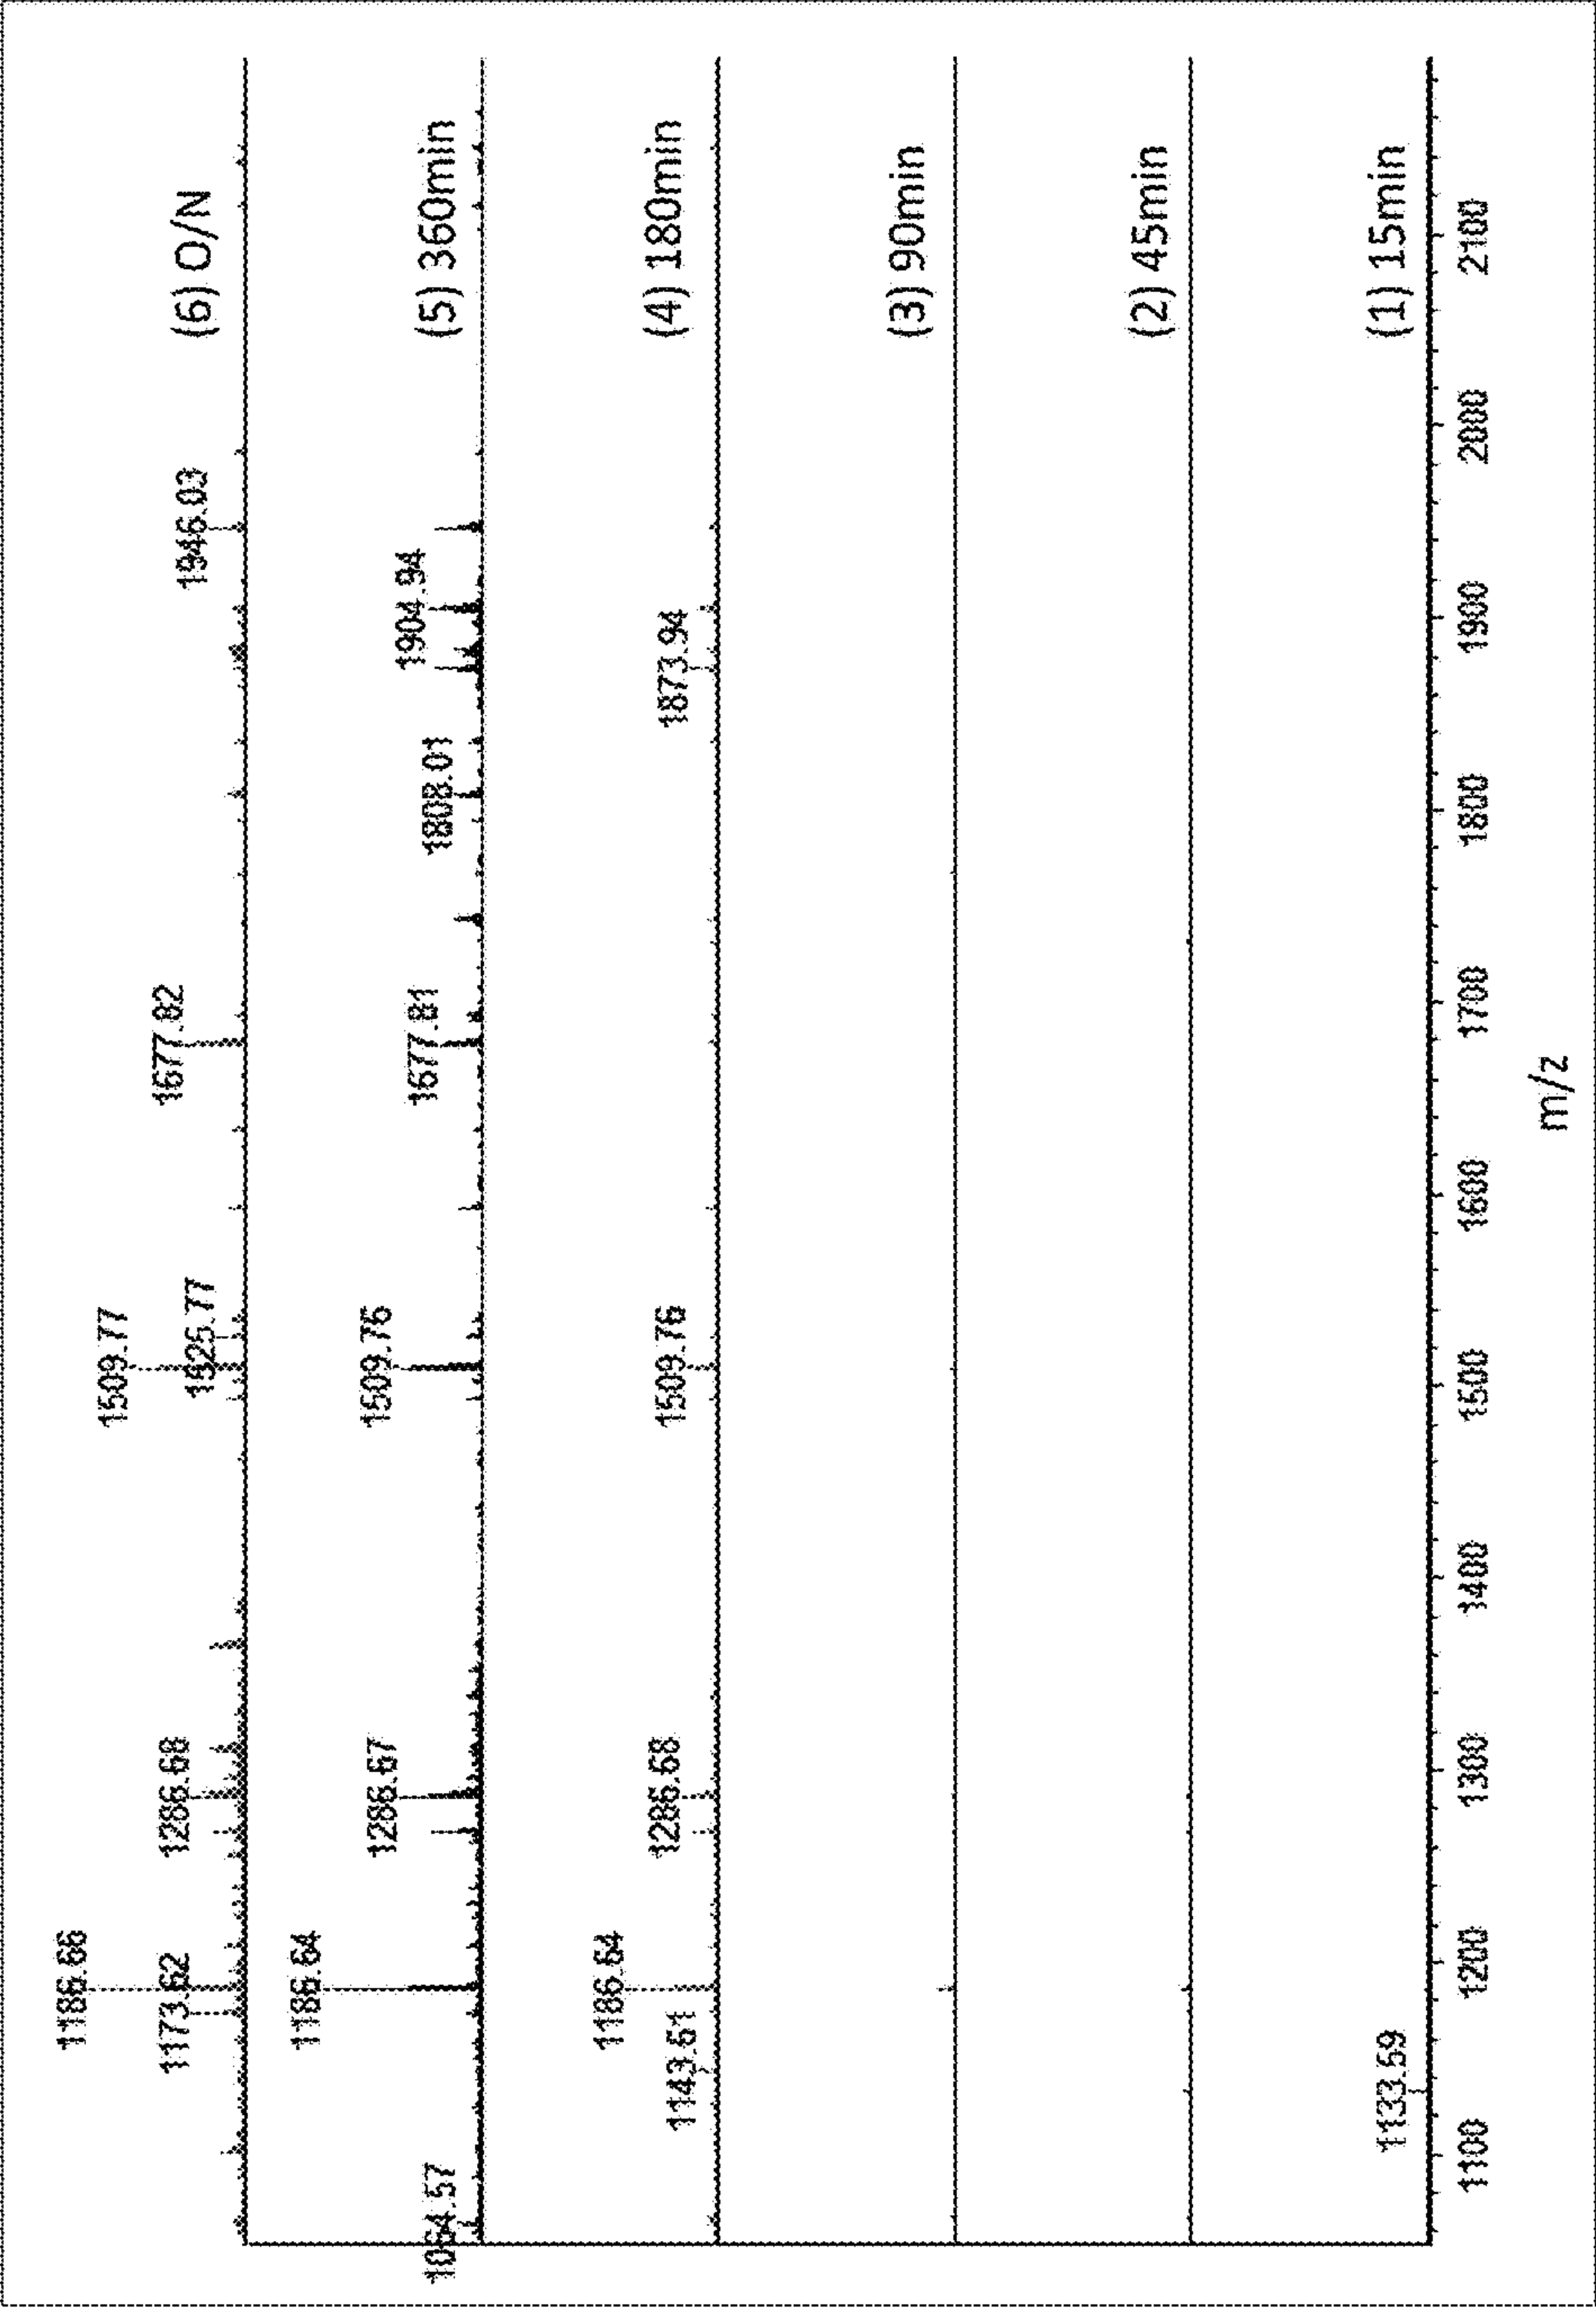 1186.66
1173.62
1286.68
1509.77
1525.77
1677.82
1946.03
(6) O/N
1064.57
1186.64
1286.67
1509.76
1677.81
1808.01
1904.94
(5) 360min
1143.61
1186.64
1286.68
1509.76
1873.94
(4) 180min
(3) 90min
(2) 45min
1133.59
(1) 15min
1100 1200 1300 1400 1500 1600 1700 1800 1900 2000 2100
m/z